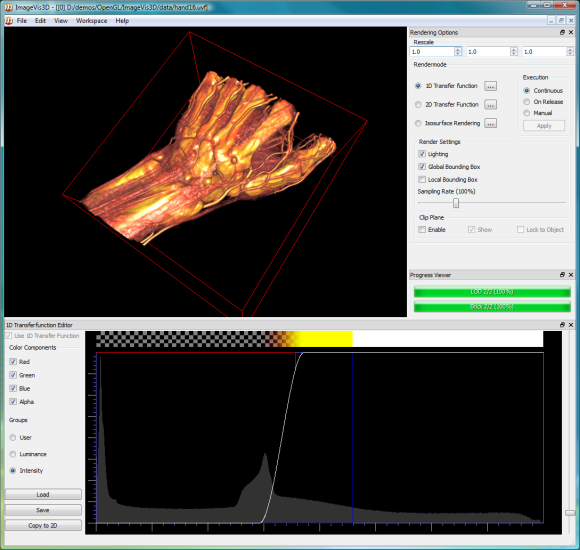 ImageVis3D - [[0] D:/demos/OpenGL/ImageVis3D/data/hand16.uvf]
File Edit View Workspace Help
Rendering Options
Rescale
1.0 1.0 1.0
Rendermode
1D Transfer function ...
2D Transfer Function ...
Isosurface Rendering ...
Execution
Continuous
On Release
Manual
Apply
Render Settings
Lighting
Global Bounding Box
Local Bounding Box
Sampling Rate (100%)
Clip Plane
Enable Show Lock to Object
Progress Viewer
LOD 2/2 (100%)
Brick 2/2 (100%)
1D Transferfunction Editor
Use 1D Transfer Function
Color Components
Red
Green
Blue
Alpha
Groups
User
Luminance
Intensity
Load
Save
Copy to 2D